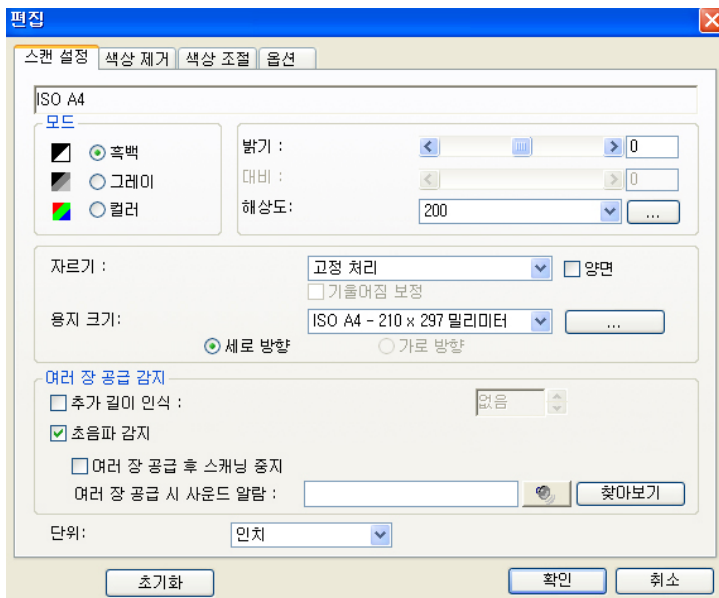 편집
스캔 설정 색상 제거 색상 조절 옵션
ISO A4
모드
흑백
그레이
컬러
밝기 : 0
대비 : 0
해상도: 200 ...
자르기 : 고정 처리 양면
기울어짐 보정
용지 크기: ISO A4 - 210 x 297 밀리미터 ...
세로 방향 가로 방향
여러 장 공급 감지
추가 길이 인식 : 없음
초음파 감지
여러 장 공급 후 스캐닝 중지
여러 장 공급 시 사운드 알람 : 찾아보기
단위: 인치
초기화 확인 취소